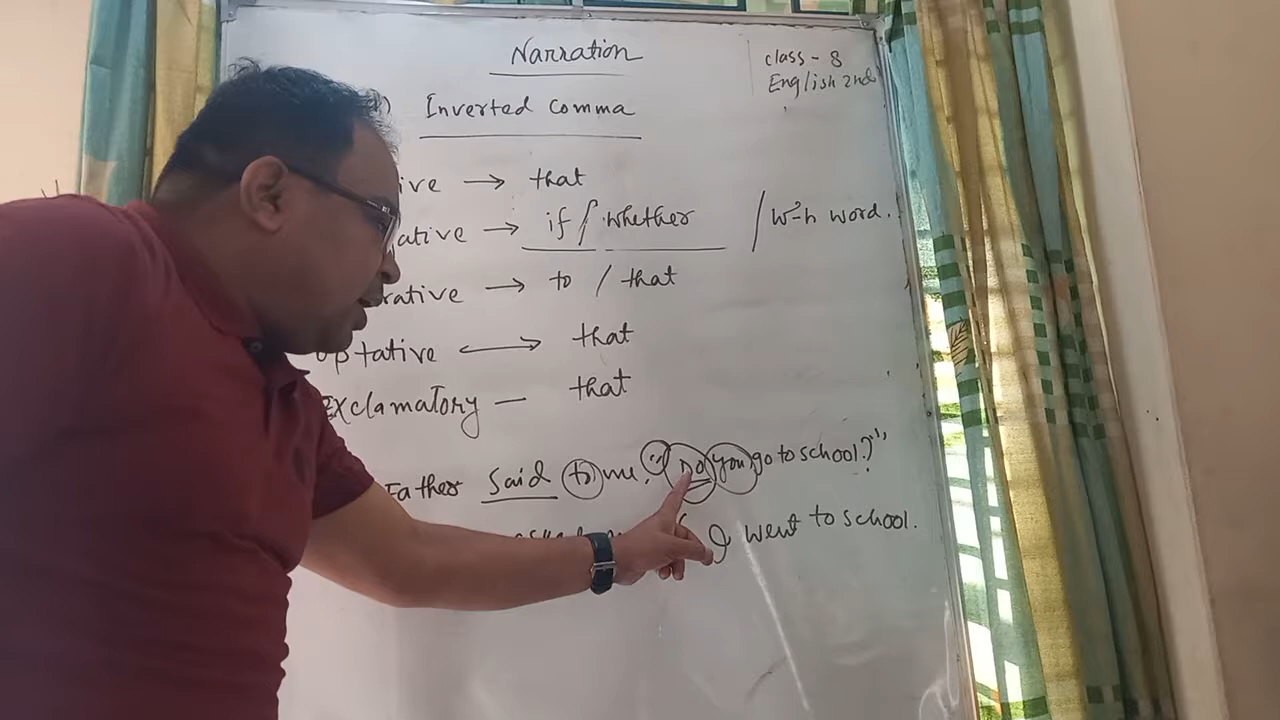 Narration
class - 8
English 2nd
Inverted Comma
ive → that
ative → if / whether / w-h word.
rative → to / that
optative ⟷ that
Exclamatory — that
Father said to me, "Do you go to school?"
I went to school.